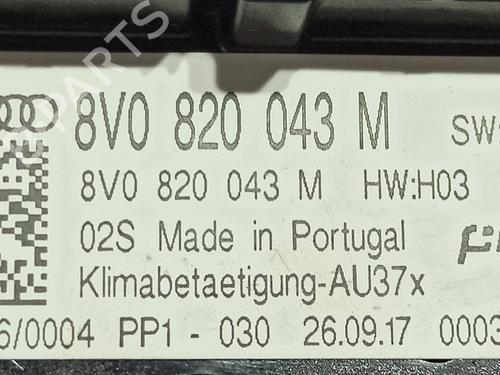 8V0 820 043 M SW:
8V0 820 043 M HW:H03
02S Made in Portugal
Klimabetaetigung-AU37x
6/0004 PP1 - 030 26.09.17 0003